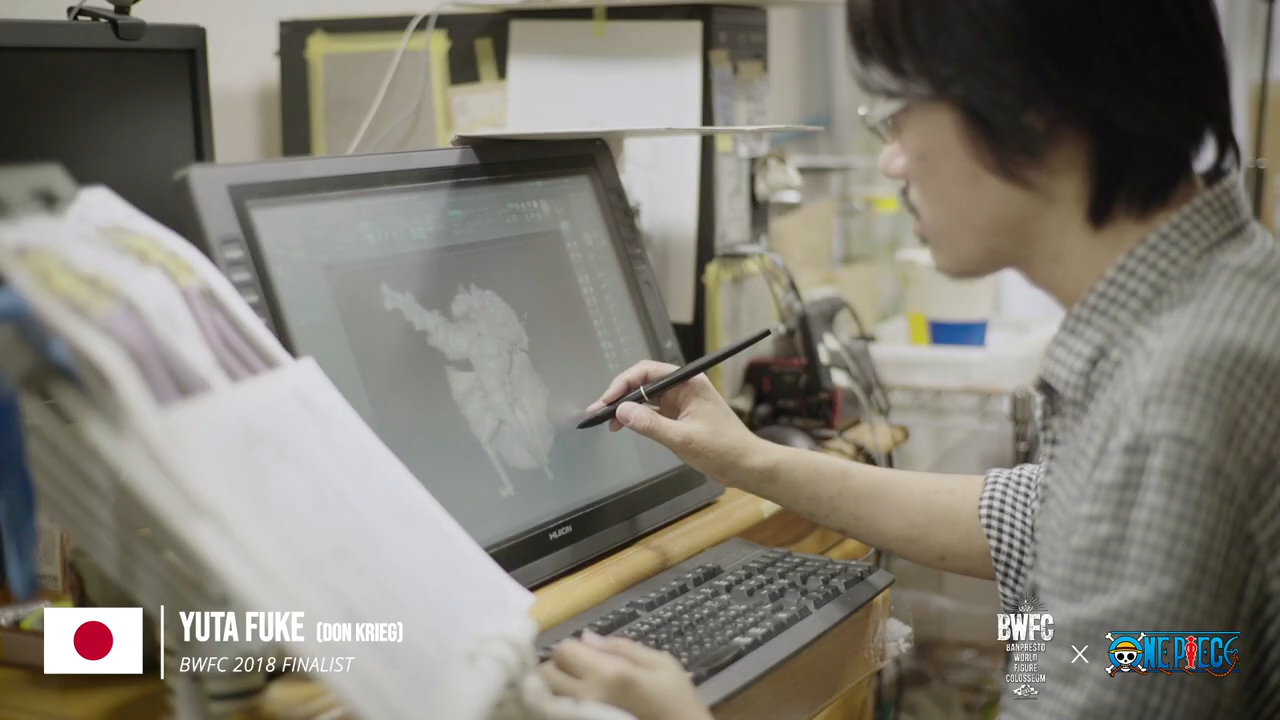 HUION
YUTA FUKE (DON KRIEG)
BWFC 2018 FINALIST
BWFC
BANPRESTO
WORLD
FIGURE
COLOSSEUM
×
ONE PIECE